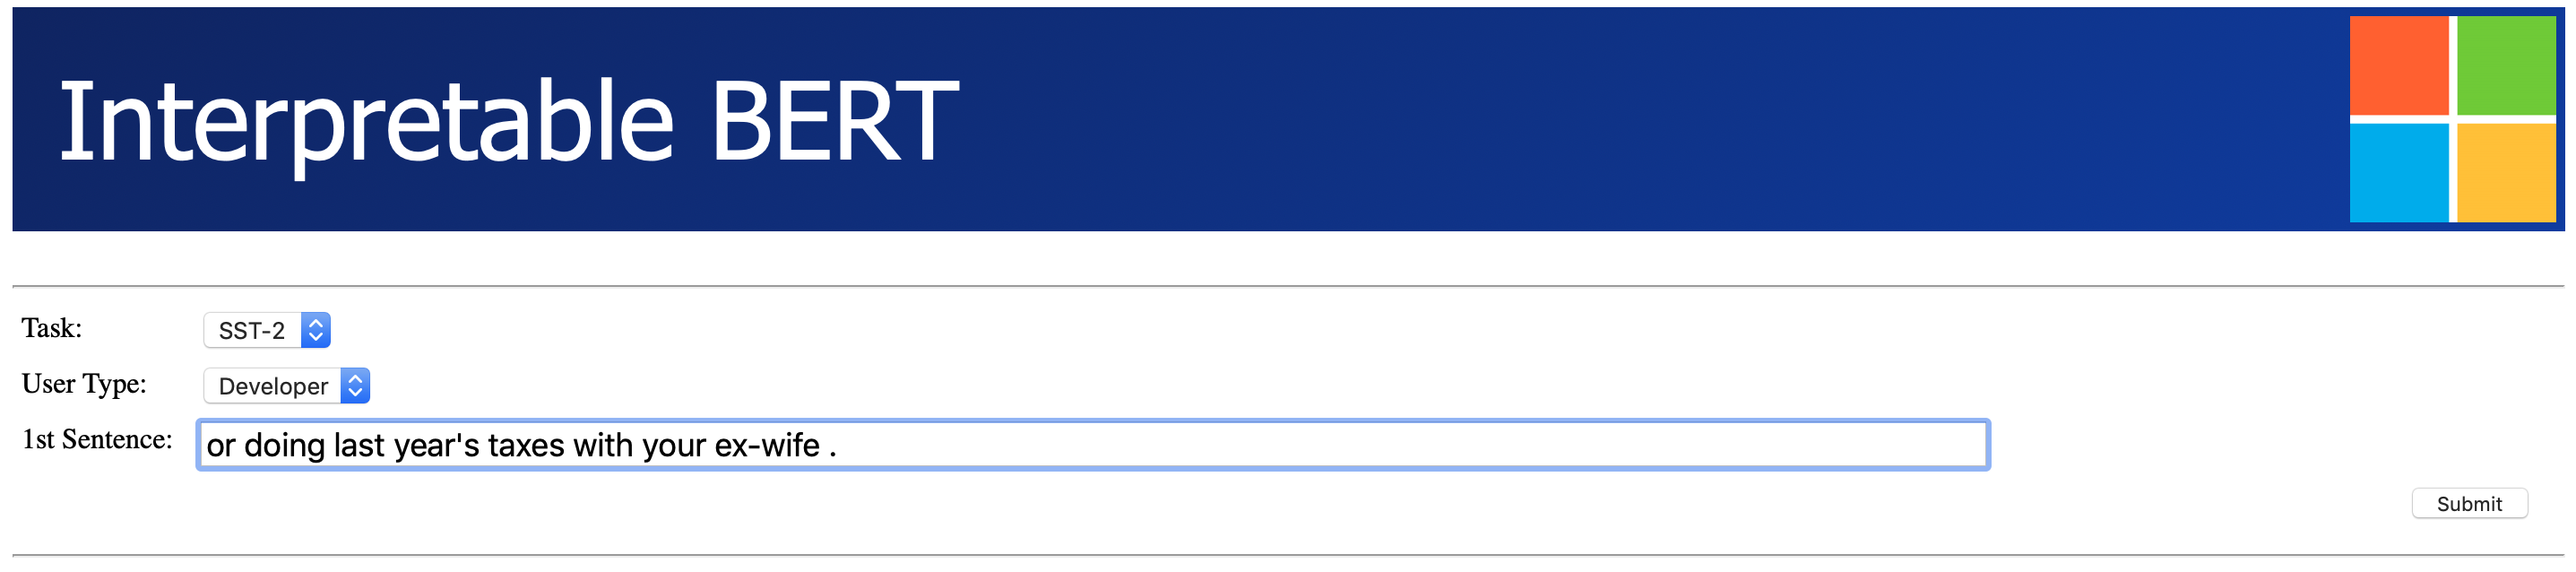 Interpretable BERT
Task: SST-2
User Type: Developer
1st Sentence: or doing last year's taxes with your ex-wife .
Submit